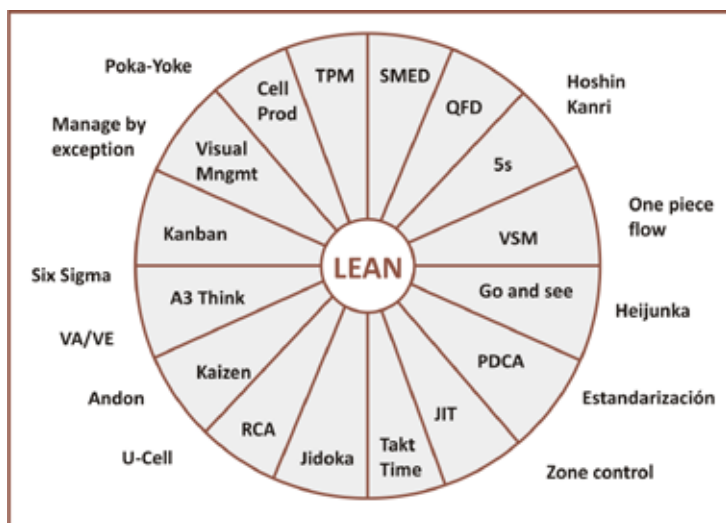 Poka-Yoke
Manage by
exception
Six Sigma
VA/VE
Andon
U-Cell
Hoshin
Kanri
One piece
flow
Heijunka
Estandarización
Zone control
TPM
SMED
QFD
5s
VSM
Go and see
PDCA
JIT
Takt
Time
Jidoka
RCA
Kaizen
A3 Think
Kanban
Visual
Mngmt
Cell
Prod
LEAN